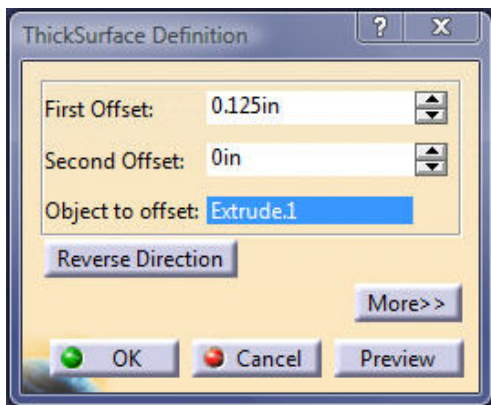 ThickSurface Definition ? X
First Offset: 0.125in
Second Offset: 0in
Object to offset: Extrude.1
Reverse Direction
More>>
OK Cancel Preview